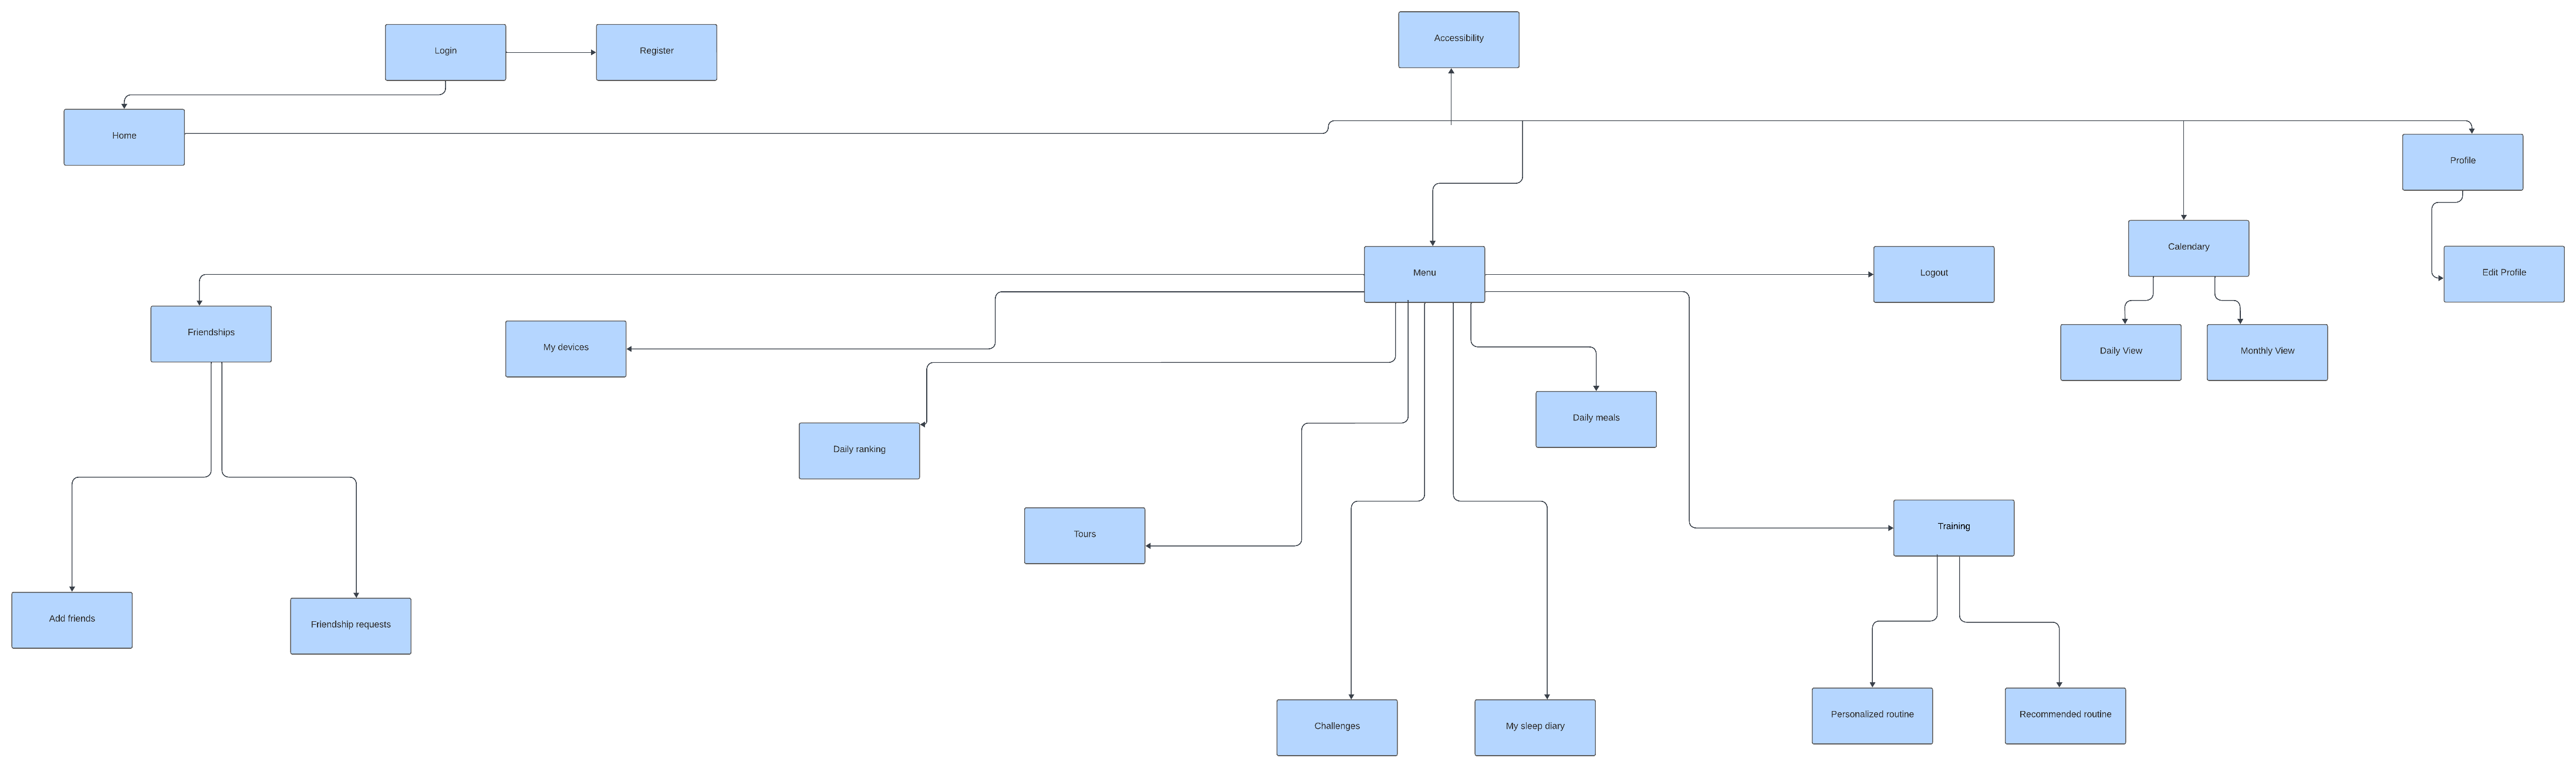 Accessibility
Login
Register
Home
Profile
Calendary
Menu
Logout
Edit Profile
Friendships
My devices
Daily View
Monthly View
Daily meals
Daily ranking
Training
Tours
Add friends
Friendship requests
Personalized routine
Recommended routine
Challenges
My sleep diary